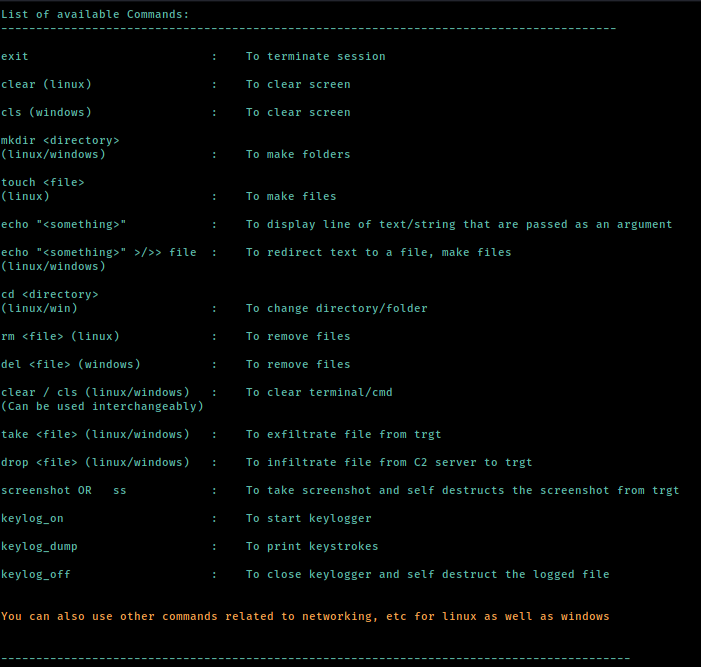 List of available Commands:
----------------------------------------------------------------------------------------
exit : To terminate session
clear (linux) : To clear screen
cls (windows) : To clear screen
mkdir <directory>
(linux/windows) : To make folders
touch <file>
(linux) : To make files
echo "<something>" : To display line of text/string that are passed as an argument
echo "<something>" >/>> file : To redirect text to a file, make files
(linux/windows)
cd <directory>
(linux/win) : To change directory/folder
rm <file> (linux) : To remove files
del <file> (windows) : To remove files
clear / cls (linux/windows) : To clear terminal/cmd
(Can be used interchangeably)
take <file> (linux/windows) : To exfiltrate file from trgt
drop <file> (linux/windows) : To infiltrate file from C2 server to trgt
screenshot OR ss : To take screenshot and self destructs the screenshot from trgt
keylog_on : To start keylogger
keylog_dump : To print keystrokes
keylog_off : To close keylogger and self destruct the logged file
You can also use other commands related to networking, etc for linux as well as windows
------------------------------------------------------------------------------------------